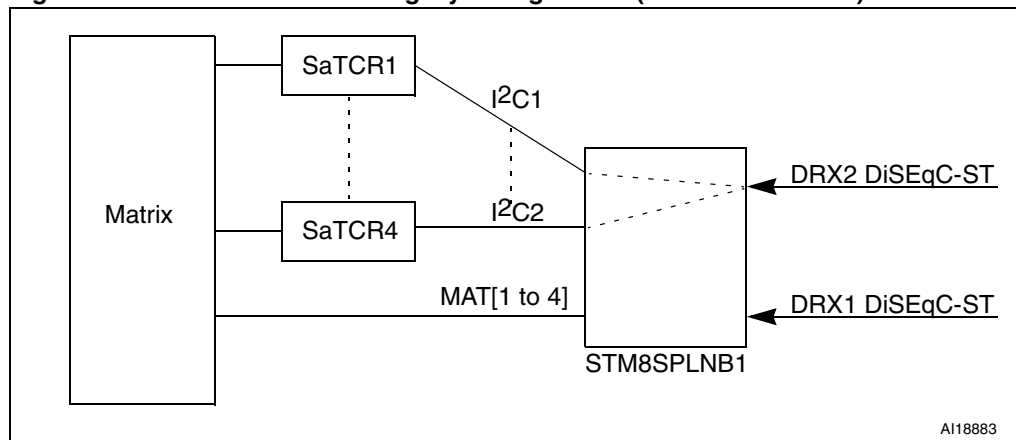 SaTCR1
I2C1
DRX2 DiSEqC-ST
Matrix
I2C2
SaTCR4
MAT[1 to 4]
DRX1 DiSEqC-ST
STM8SPLNB1
AI18883